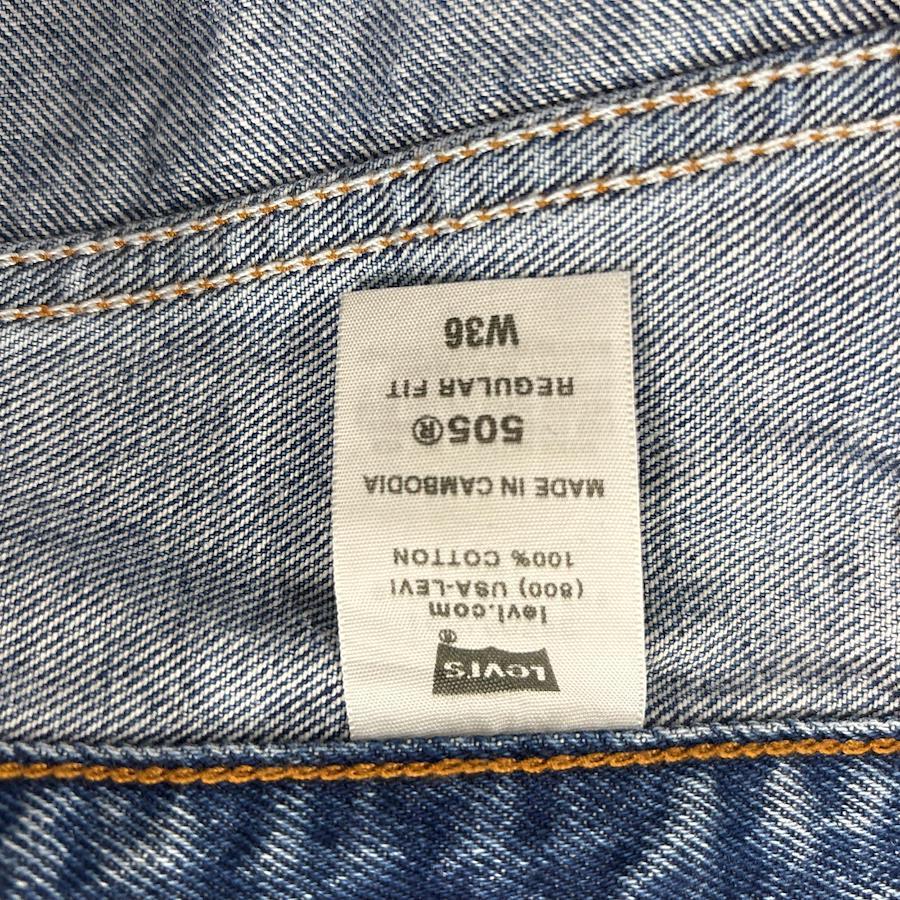 LEVI'S
®
levi.com
(800) USA-LEVI
100% COTTON
MADE IN CAMBODIA
505®
REGULAR FIT
W36